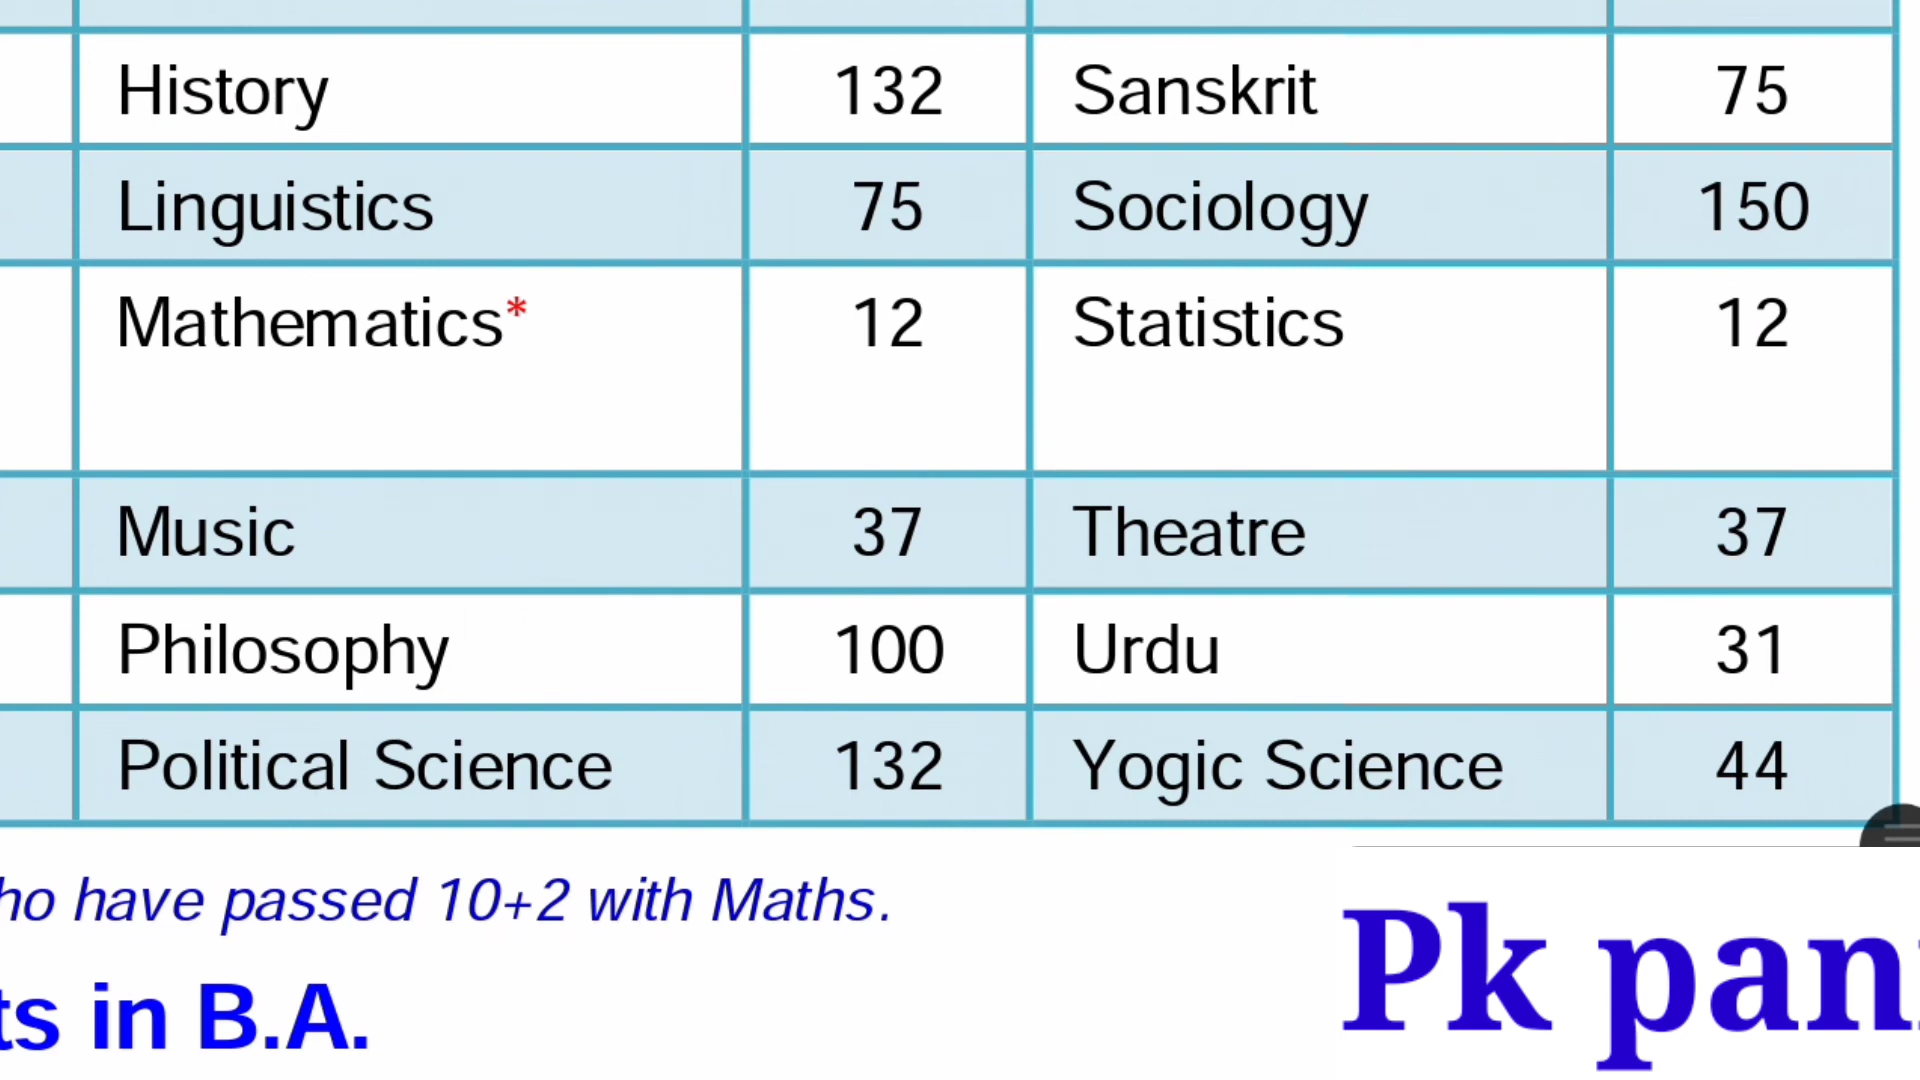 History 132 Sanskrit 75
Linguistics 75 Sociology 150
Mathematics* 12 Statistics 12
Music 37 Theatre 37
Philosophy 100 Urdu 31
Political Science 132 Yogic Science 44
have passed 10+2 with Maths.
in B.A.
Pk